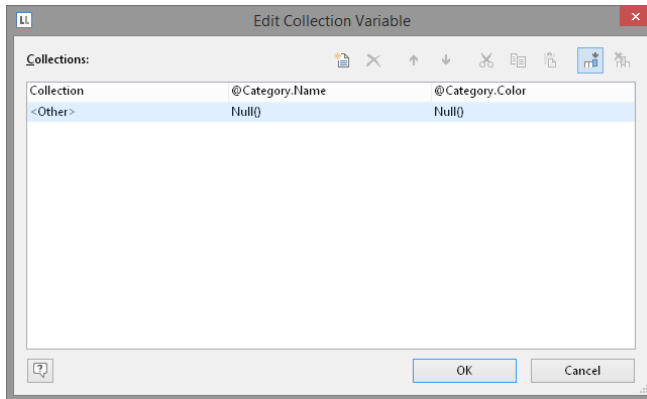 LL Edit Collection Variable
Collections:
Collection @Category.Name @Category.Color
<Other> Null() Null()
OK Cancel